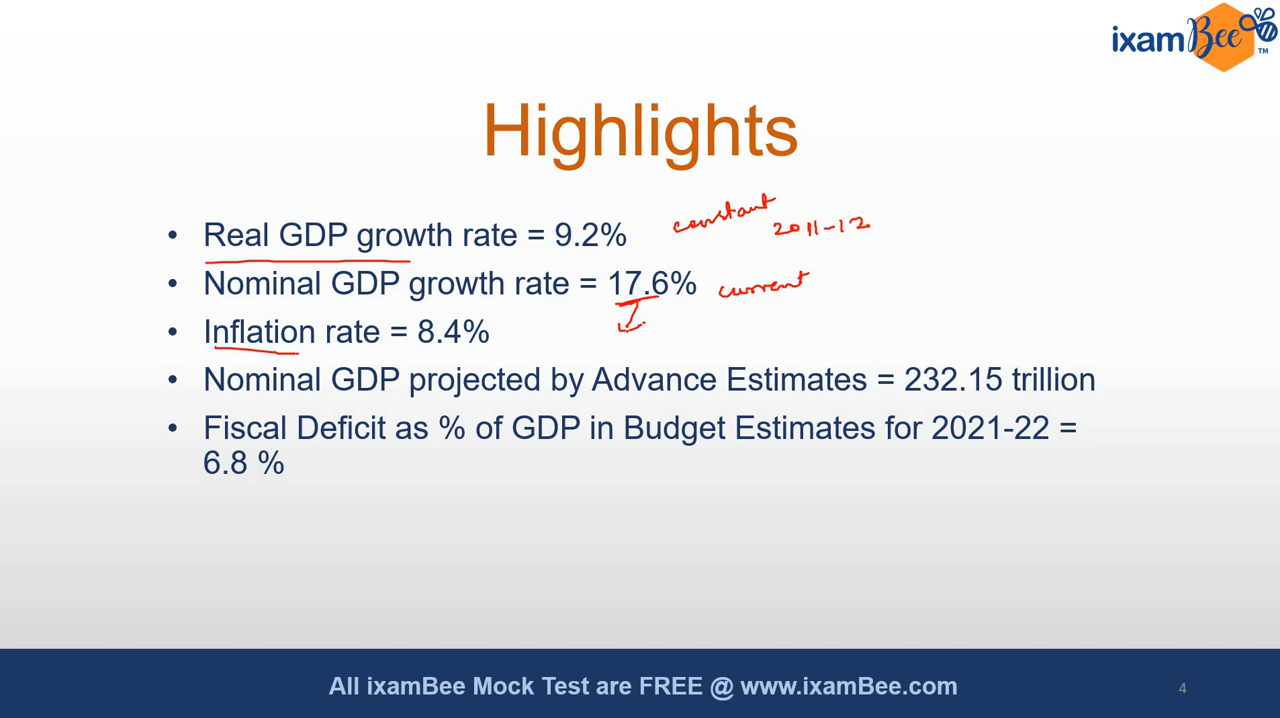 ixamBee
TM
Highlights
• Real GDP growth rate = 9.2% constant 2011-12
• Nominal GDP growth rate = 17.6% current
• Inflation rate = 8.4%
• Nominal GDP projected by Advance Estimates = 232.15 trillion
• Fiscal Deficit as % of GDP in Budget Estimates for 2021-22 =
6.8 %
All ixamBee Mock Test are FREE @ www.ixamBee.com
4